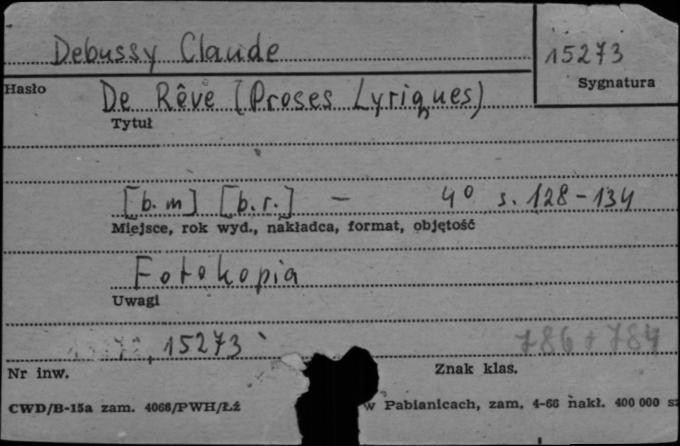 Debussy Claude
15273
Hasło
Sygnatura
De Rêve (Proses Lyriques)
Tytuł
[b. m] [b. r.] — 4° s. 128-134
Miejsce, rok wyd., nakładca, format, objętość
Fotokopia
Uwagi
15273
786+784
Nr inw.
Znak klas.
CWD/B-15a zam. 4066/PWH/Łź
w Pabianicach, zam. 4-66 nakł. 400 000